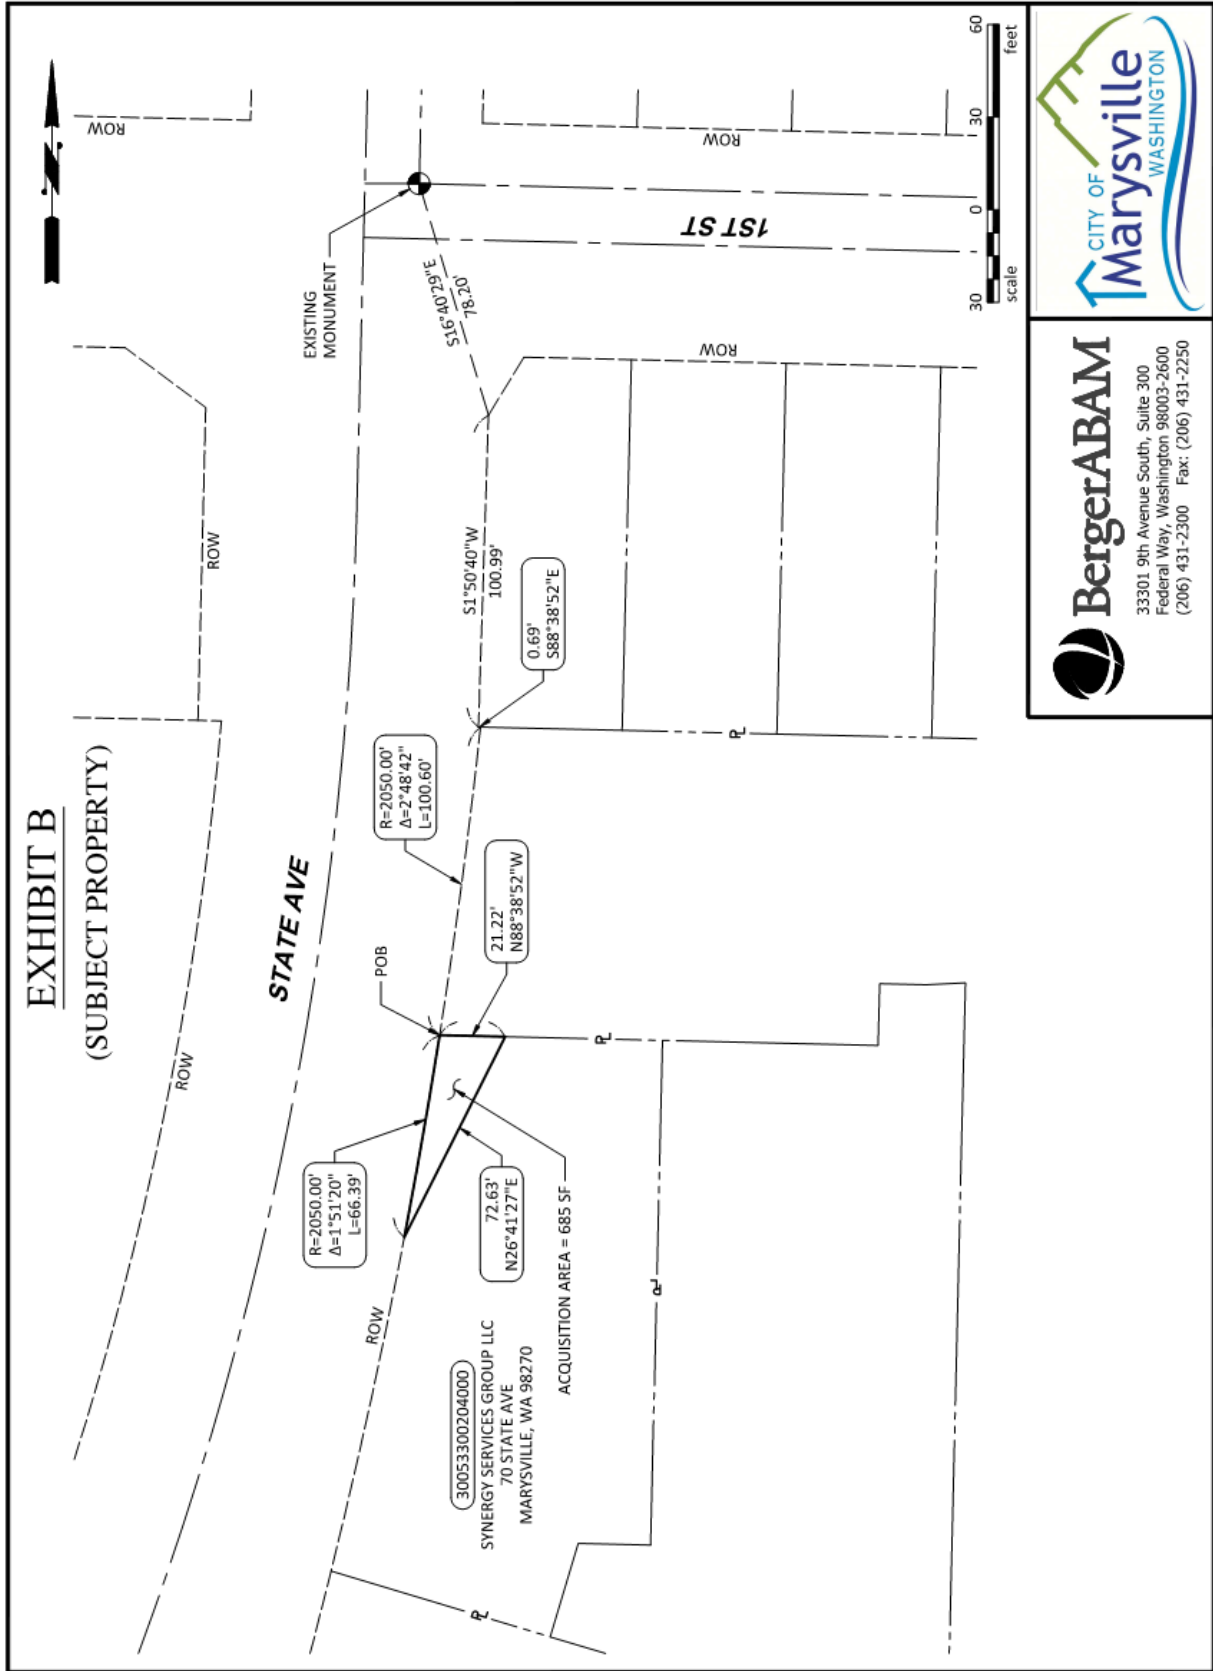 EXHIBIT B
(SUBJECT PROPERTY)
ROW
ROW
ROW
STATE AVE
EXISTING
MONUMENT
S16°40'29"E
78.20'
1ST ST
ROW
ROW
S1°50'40"W
100.99'
0.69'
S88°38'52"E
R=2050.00'
Δ=2°48'42"
L=100.60'
POB
21.22'
N88°38'52"W
R=2050.00'
Δ=1°51'20"
L=66.39'
72.63'
N26°41'27"E
ACQUISITION AREA = 685 SF
ROW
30053300204000
SYNERGY SERVICES GROUP LLC
70 STATE AVE
MARYSVILLE, WA 98270
PL
PL
PL
PL
N
30 0 30 60
scale feet
BergerABAM
33301 9th Avenue South, Suite 300
Federal Way, Washington 98003-2600
(206) 431-2300 Fax: (206) 431-2250
CITY OF
Marysville
WASHINGTON